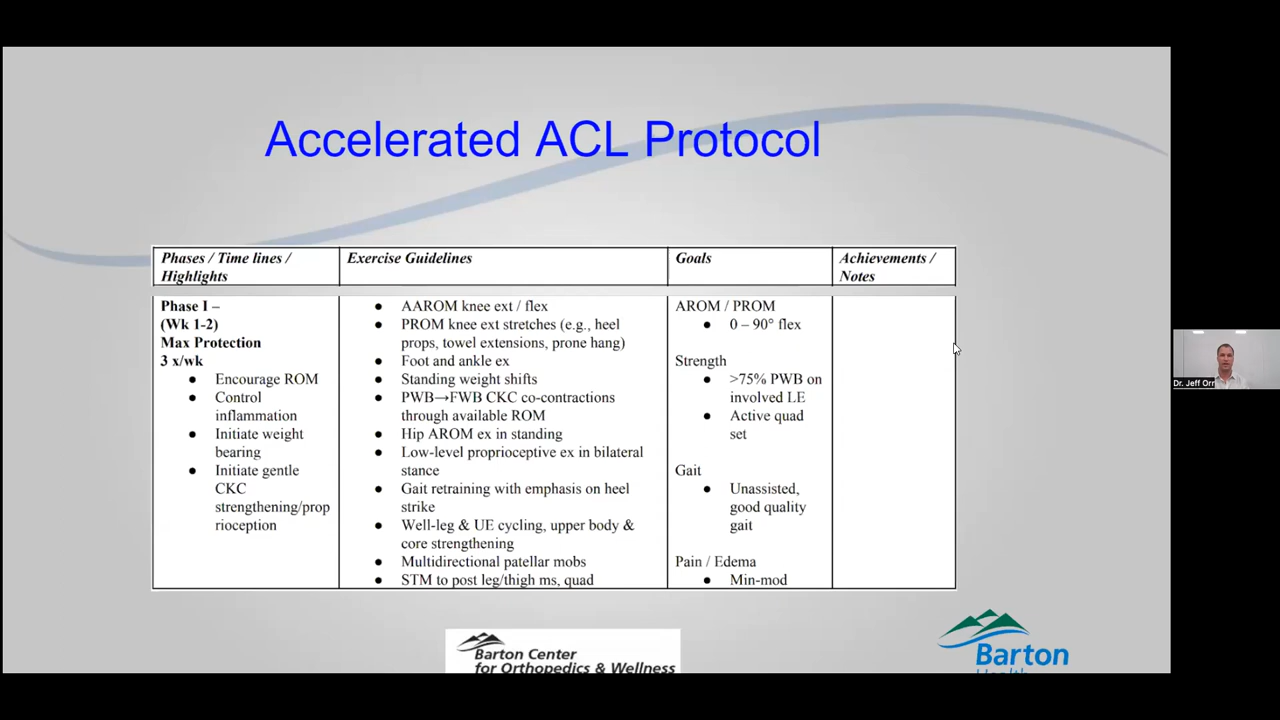 Accelerated ACL Protocol
Phases / Time lines /
Highlights
Exercise Guidelines
Goals
Achievements /
Notes
Phase I –
(Wk 1-2)
Max Protection
3 x/wk
● Encourage ROM
● Control
inflammation
● Initiate weight
bearing
● Initiate gentle
CKC
strengthening/prop
rioception
● AAROM knee ext / flex
● PROM knee ext stretches (e.g., heel
props, towel extensions, prone hang)
● Foot and ankle ex
● Standing weight shifts
● PWB→FWB CKC co-contractions
through available ROM
● Hip AROM ex in standing
● Low-level proprioceptive ex in bilateral
stance
● Gait retraining with emphasis on heel
strike
● Well-leg & UE cycling, upper body &
core strengthening
● Multidirectional patellar mobs
● STM to post leg/thigh ms, quad
AROM / PROM
● 0 – 90° flex
Strength
● >75% PWB on
involved LE
● Active quad
set
Gait
● Unassisted,
good quality
gait
Pain / Edema
● Min-mod
Dr. Jeff Orr
Barton Center
for Orthopedics & Wellness
Barton
Health